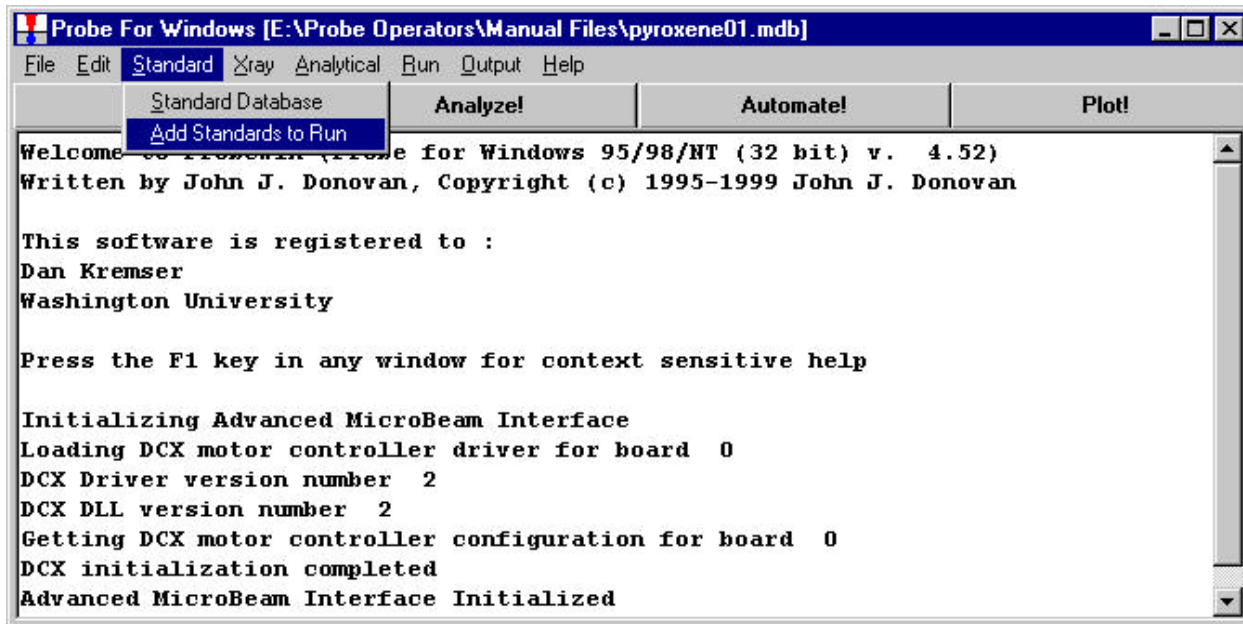 Probe For Windows [E:\Probe Operators\Manual Files\pyroxene01.mdb]
File Edit Standard Xray Analytical Run Output Help
Standard Database
Add Standards to Run
Analyze! Automate! Plot!
Welcome to Probewin (Probe for Windows 95/98/NT (32 bit) v. 4.52)
Written by John J. Donovan, Copyright (c) 1995-1999 John J. Donovan
This software is registered to :
Dan Kremser
Washington University
Press the F1 key in any window for context sensitive help
Initializing Advanced MicroBeam Interface
Loading DCX motor controller driver for board 0
DCX Driver version number 2
DCX DLL version number 2
Getting DCX motor controller configuration for board 0
DCX initialization completed
Advanced MicroBeam Interface Initialized